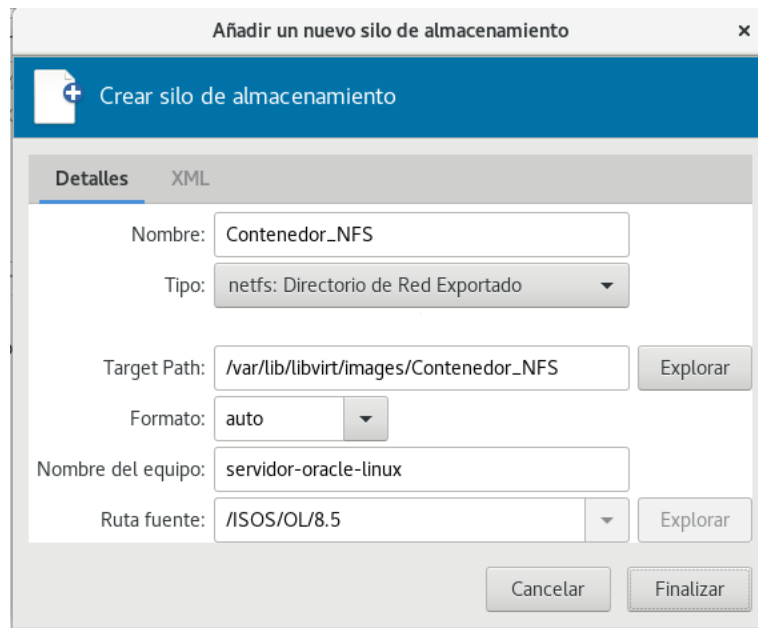 Añadir un nuevo silo de almacenamiento ×
Crear silo de almacenamiento
Detalles XML
Nombre: Contenedor_NFS
Tipo: netfs: Directorio de Red Exportado
Target Path: /var/lib/libvirt/images/Contenedor_NFS Explorar
Formato: auto
Nombre del equipo: servidor-oracle-linux
Ruta fuente: /ISOS/OL/8.5 Explorar
Cancelar Finalizar